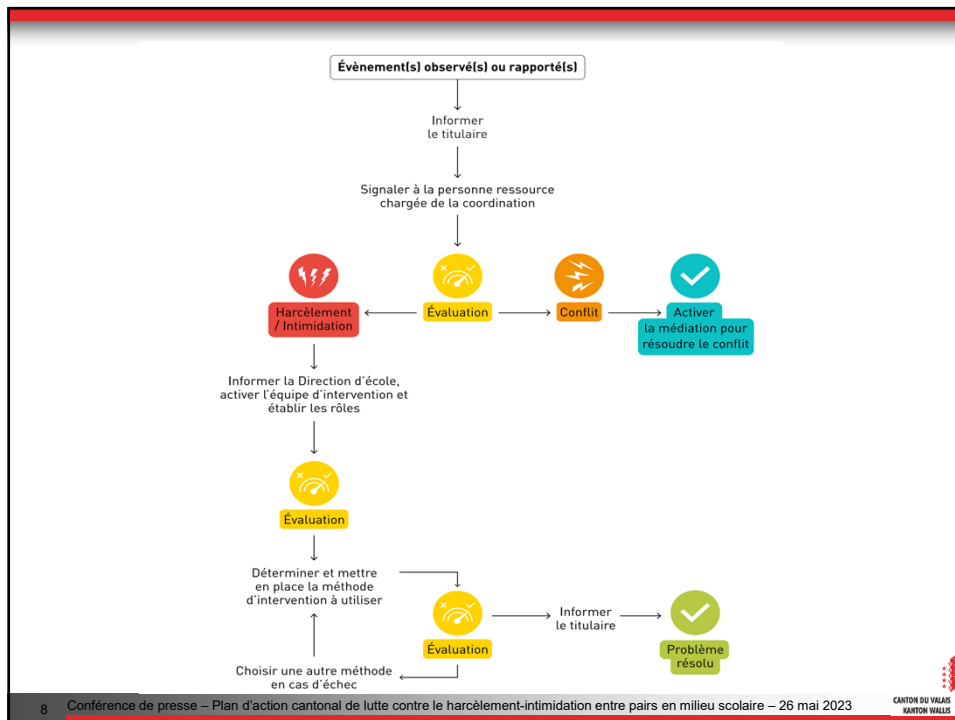 Évènement(s) observé(s) ou rapporté(s)
Informer
le titulaire
Signaler à la personne ressource
chargée de la coordination
Harcèlement
/ Intimidation
Évaluation
Conflit
Activer
la médiation pour
résoudre le conflit
Informer la Direction d'école,
activer l'équipe d'intervention et
établir les rôles
Évaluation
Déterminer et mettre
en place la méthode
d'intervention à utiliser
Évaluation
Informer
le titulaire
Problème
résolu
Choisir une autre méthode
en cas d'échec
8 Conférence de presse – Plan d'action cantonal de lutte contre le harcèlement-intimidation entre pairs en milieu scolaire – 26 mai 2023
CANTON DU VALAIS
KANTON WALLIS